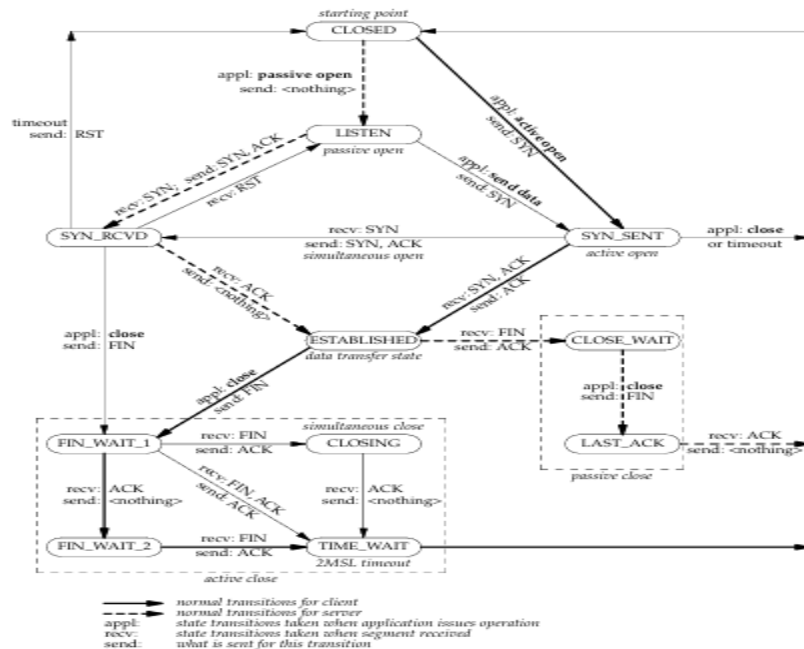 starting point
CLOSED
appl: passive open
send: <nothing>
appl: active open
send: SYN
timeout
send: RST
LISTEN
passive open
recv: SYN, send: SYN, ACK
recv: RST
appl: send data
send: SYN
SYN_RCVD
recv: SYN
send: SYN, ACK
simultaneous open
SYN_SENT
active open
appl: close
or timeout
recv: ACK
send: <nothing>
recv: SYN, ACK
send: ACK
appl: close
send: FIN
ESTABLISHED
data transfer state
recv: FIN
send: ACK
CLOSE_WAIT
appl: close
send: FIN
appl: close
send: FIN
simultaneous close
FIN_WAIT_1
recv: FIN
send: ACK
CLOSING
LAST_ACK
recv: ACK
send: <nothing>
passive close
recv: ACK
send: <nothing>
recv: FIN, ACK
send: ACK
recv: ACK
send: <nothing>
FIN_WAIT_2
recv: FIN
send: ACK
TIME_WAIT
2MSL timeout
active close
normal transitions for client
normal transitions for server
appl: state transitions taken when application issues operation
recv: state transitions taken when segment received
send: what is sent for this transition